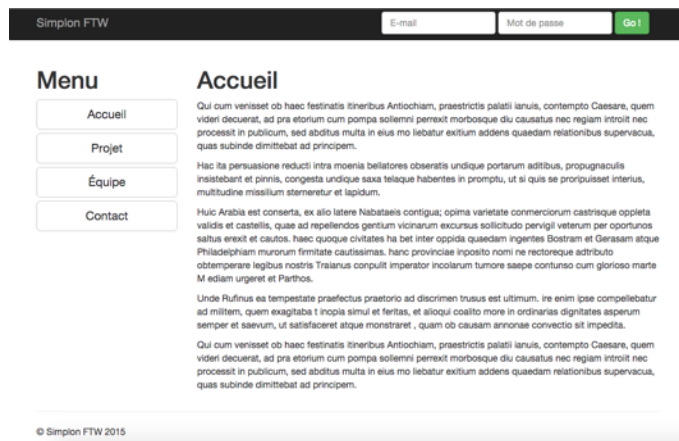 Simplon FTW
E-mail
Mot de passe
Go !
Menu
Accueil
Projet
Équipe
Contact
Accueil
Qui cum venisset ob haec festinatis itineribus Antiochiam, praestrictis palatii ianuis, contempto Caesare, quem
videri decuerat, ad pra etorium cum pompa sollemni perrexit morbosque diu causatus nec regiam introiit nec
processit in publicum, sed abditus multa in eius mo liebatur exitium addens quaedam relationibus supervacua,
quas subinde dimittebat ad principem.
Hac ita persuasione reducti intra moenia bellatores obseratis undique portarum aditibus, propugnaculis
insistebant et pinnis, congesta undique saxa telaque habentes in promptu, ut si quis se proripuisset interius,
multitudine missilium sterneretur et lapidum.
Huic Arabia est conserta, ex alio latere Nabataeis contigua; opima varietate conmerciorum castrisque oppleta
validis et castellis, quae ad repellendos gentium vicinarum excursus sollicitudo pervigil veterum per oportunos
saltus erexit et cautos. haec quoque civitates ha bet inter oppida quaedam ingentes Bostram et Gerasam atque
Philadelphiam murorum firmitate cautissimas. hanc provinciae inposito nomi ne rectoreque adtributo
obtemperare legibus nostris Traianus conpulit imperator incolarum tumore saepe contunso cum glorioso marte
M ediam urgeret et Parthos.
Unde Rufinus ea tempestate praefectus praetorio ad discrimen trusus est ultimum. ire enim ipse compellebatur
ad militem, quem exagitaba t inopia simul et feritas, et alioqui coalito more in ordinarias dignitates asperum
semper et saevum, ut satisfaceret atque monstraret , quam ob causam annonae convectio sit impedita.
Qui cum venisset ob haec festinatis itineribus Antiochiam, praestrictis palatii ianuis, contempto Caesare, quem
videri decuerat, ad pra etorium cum pompa sollemni perrexit morbosque diu causatus nec regiam introiit nec
processit in publicum, sed abditus multa in eius mo liebatur exitium addens quaedam relationibus supervacua,
quas subinde dimittebat ad principem.
© Simplon FTW 2015